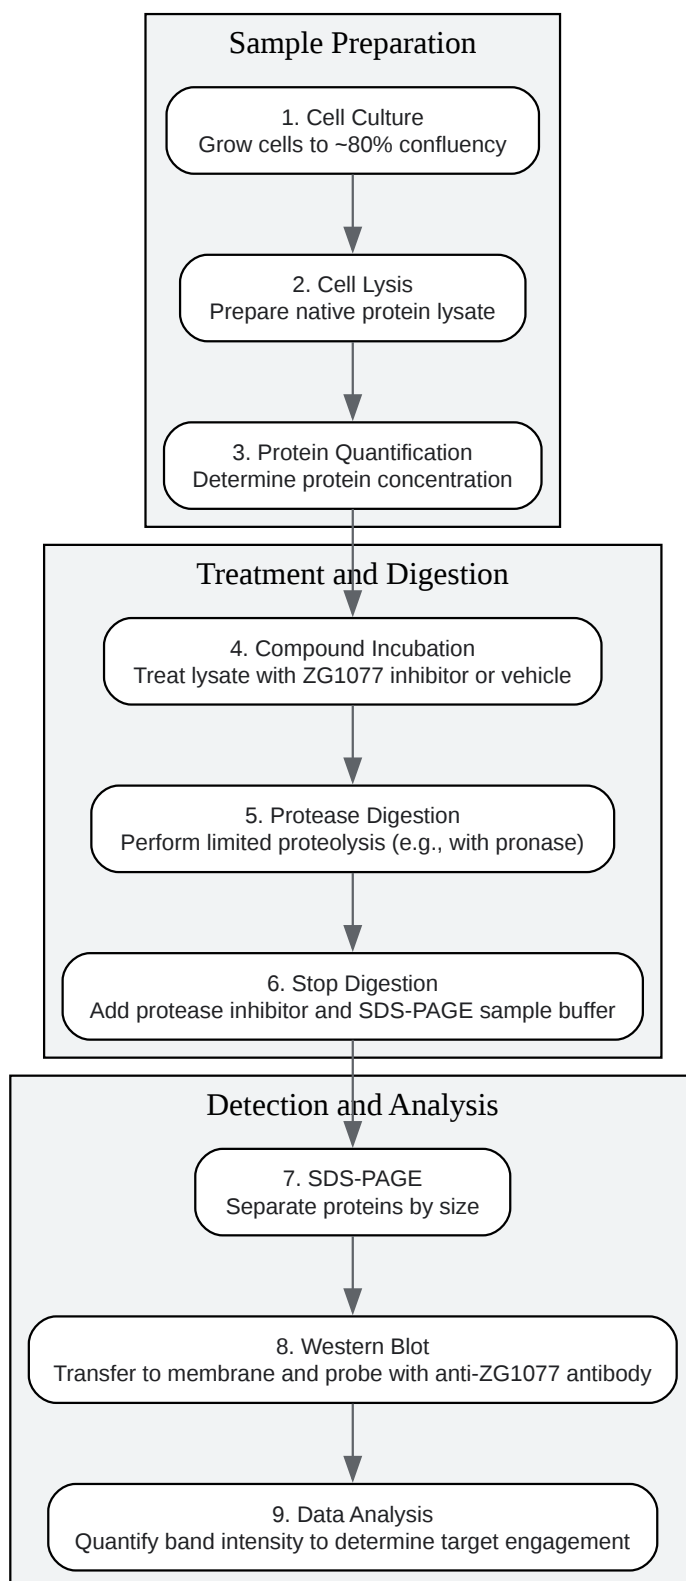 Sample Preparation
1. Cell Culture
Grow cells to ~80% confluency
2. Cell Lysis
Prepare native protein lysate
3. Protein Quantification
Determine protein concentration
Treatment and Digestion
4. Compound Incubation
Treat lysate with ZG1077 inhibitor or vehicle
5. Protease Digestion
Perform limited proteolysis (e.g., with pronase)
6. Stop Digestion
Add protease inhibitor and SDS-PAGE sample buffer
Detection and Analysis
7. SDS-PAGE
Separate proteins by size
8. Western Blot
Transfer to membrane and probe with anti-ZG1077 antibody
9. Data Analysis
Quantify band intensity to determine target engagement